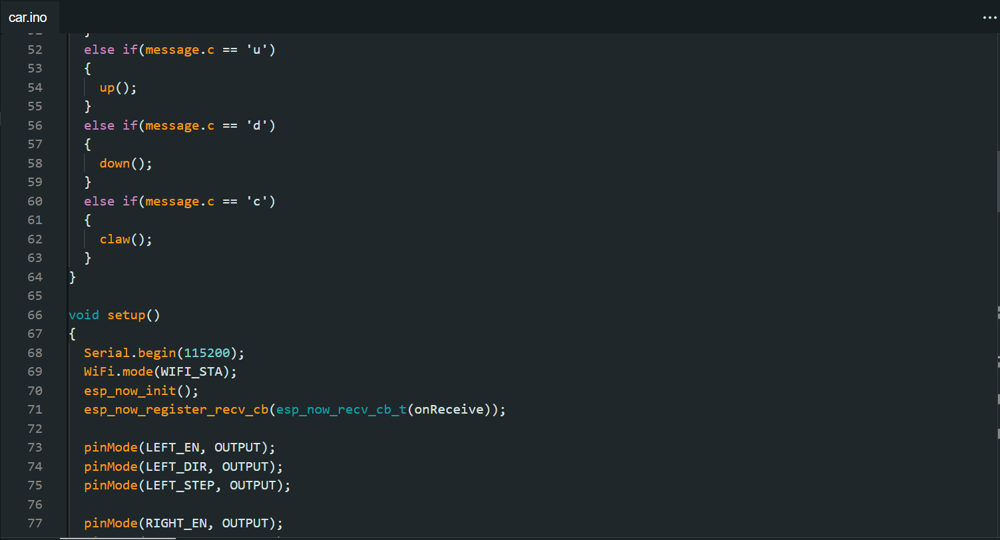 car.ino
52 else if(message.c == 'u')
53 {
54 up();
55 }
56 else if(message.c == 'd')
57 {
58 down();
59 }
60 else if(message.c == 'c')
61 {
62 claw();
63 }
64 }
65
66 void setup()
67 {
68 Serial.begin(115200);
69 WiFi.mode(WIFI_STA);
70 esp_now_init();
71 esp_now_register_recv_cb(esp_now_recv_cb_t(onReceive));
72
73 pinMode(LEFT_EN, OUTPUT);
74 pinMode(LEFT_DIR, OUTPUT);
75 pinMode(LEFT_STEP, OUTPUT);
76
77 pinMode(RIGHT_EN, OUTPUT);